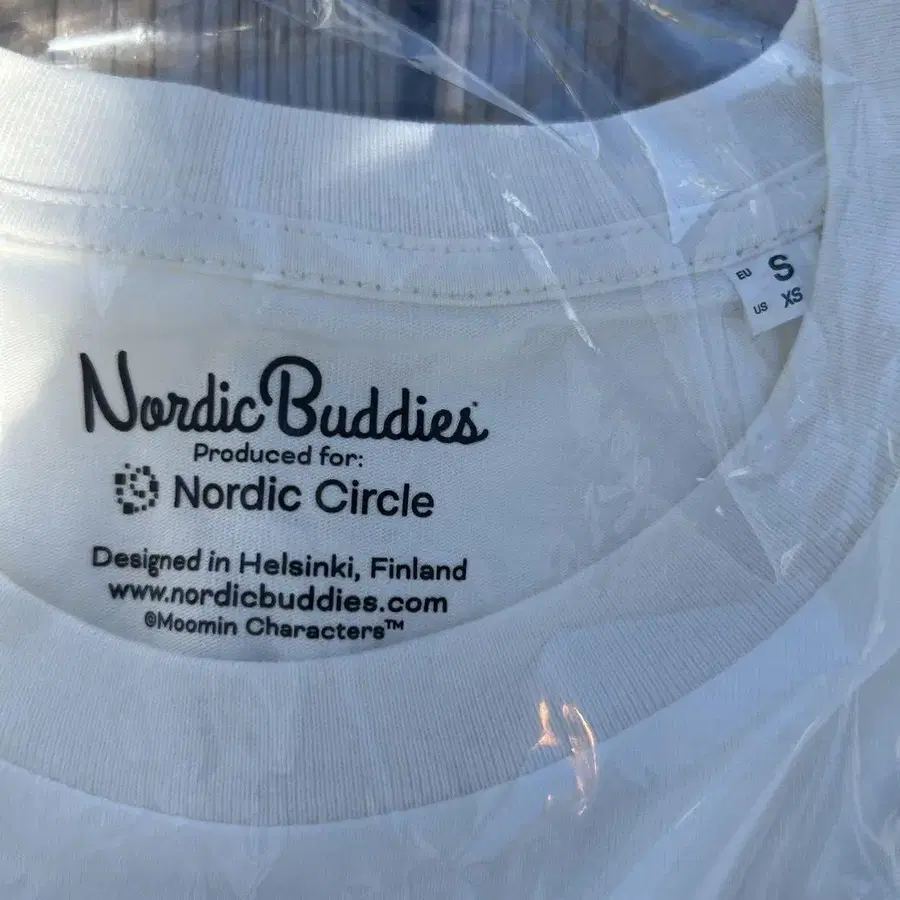 EU S
US XS
NordicBuddies
Produced for:
Nordic Circle
Designed in Helsinki, Finland
www.nordicbuddies.com
©Moomin Characters™